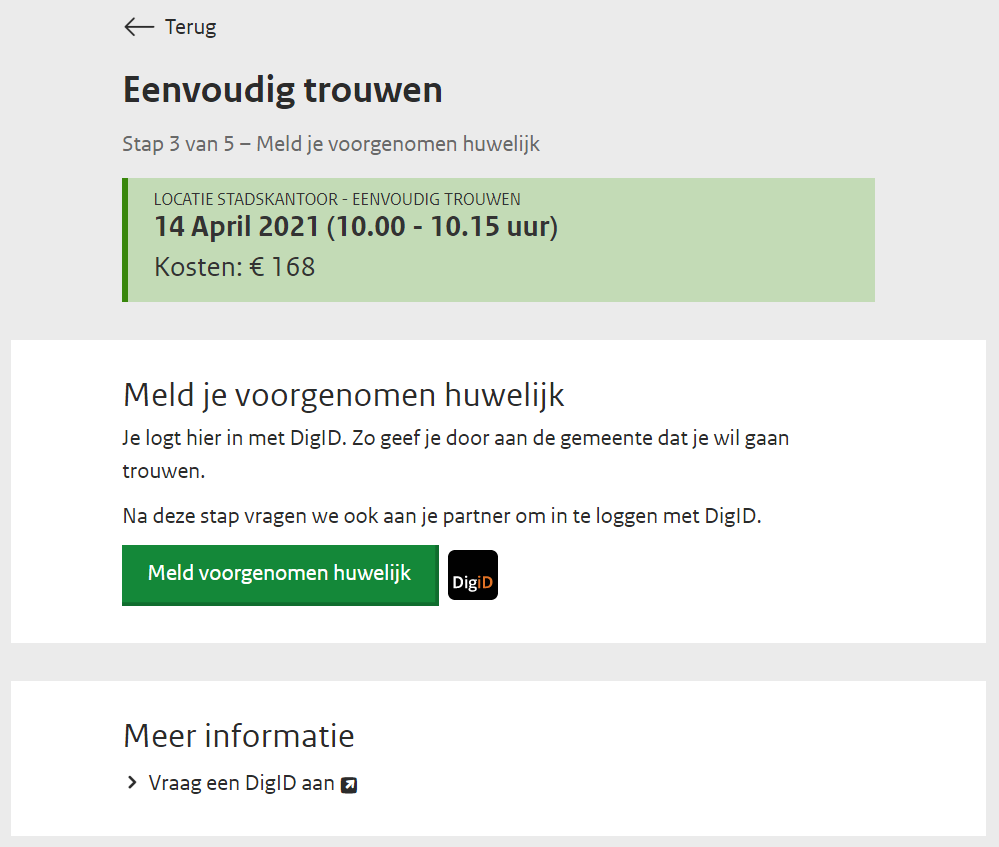 Terug
Eenvoudig trouwen
Stap 3 van 5 – Meld je voorgenomen huwelijk
LOCATIE STADSKANTOOR - EENVOUDIG TROUWEN
14 April 2021 (10.00 - 10.15 uur)
Kosten: € 168
Meld je voorgenomen huwelijk
Je logt hier in met DigID. Zo geef je door aan de gemeente dat je wil gaan
trouwen.
Na deze stap vragen we ook aan je partner om in te loggen met DigID.
Meld voorgenomen huwelijk
DigiD
Meer informatie
Vraag een DigID aan